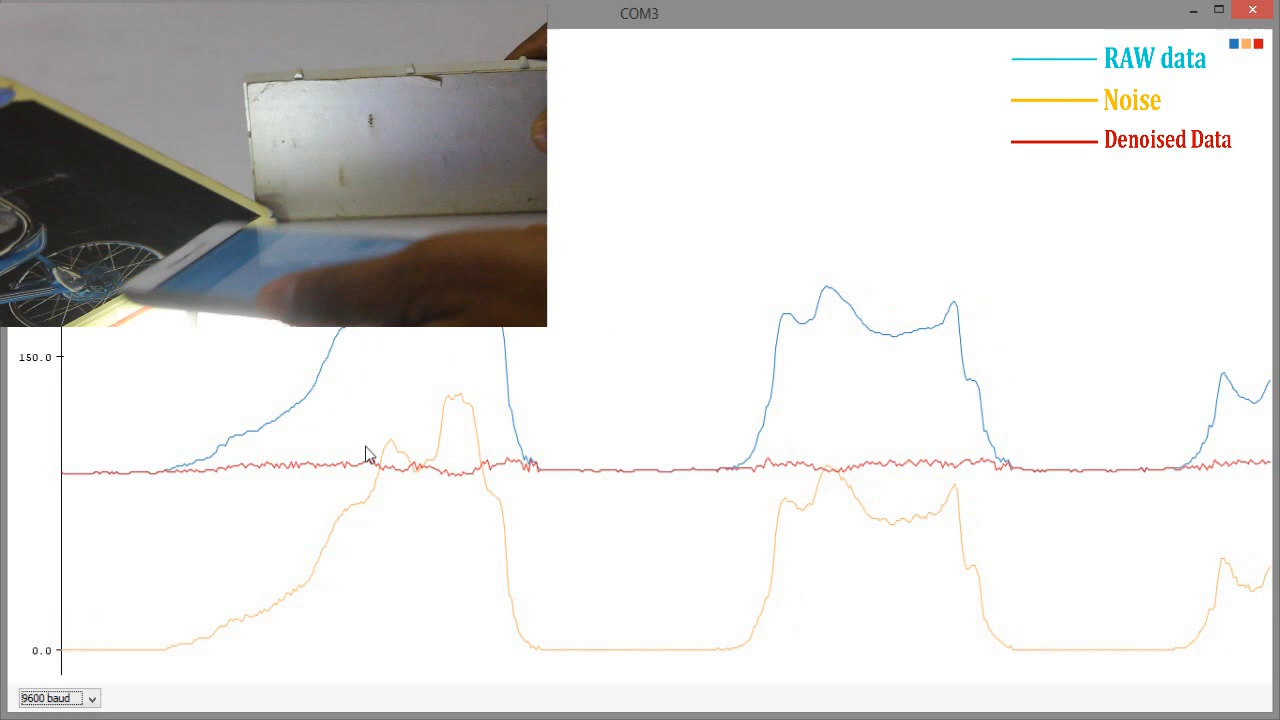 COM3
RAW data
Noise
Denoised Data
150.0
0.0
9600 baud